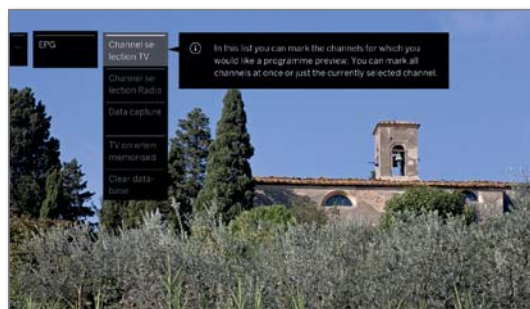 ...
EPG
Channel se-
lection TV
In this list you can mark the channels for which you
would like a programme preview. You can mark all
channels at once or just the currently selected channel.
Channel se-
lection Radio
Data capture
TV on when
memorised
Clear data-
base